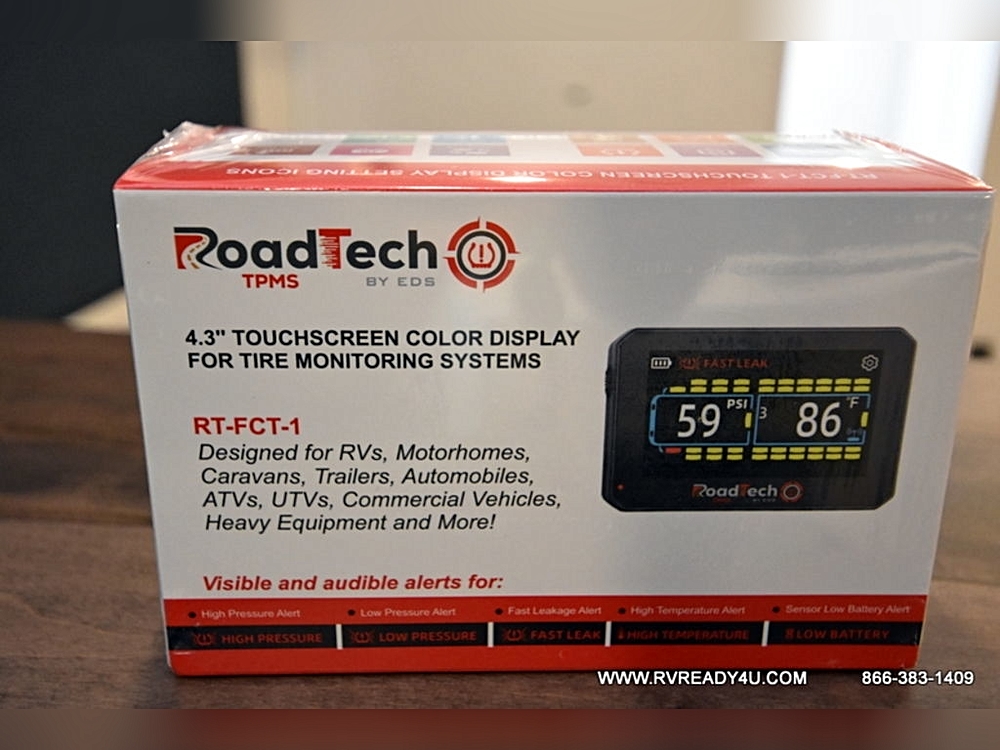 RT-FCT-1 TOUCHSCREEN COLOR DISPLAY SETTING ICONS
RoadTech
TPMS BY EDS
4.3" TOUCHSCREEN COLOR DISPLAY
FOR TIRE MONITORING SYSTEMS
FAST LEAK
59 PSI 3 86 °F
RoadTech
RT-FCT-1
Designed for RVs, Motorhomes,
Caravans, Trailers, Automobiles,
ATVs, UTVs, Commercial Vehicles,
Heavy Equipment and More!
Visible and audible alerts for:
• High Pressure Alert • Low Pressure Alert • Fast Leakage Alert • High Temperature Alert • Sensor Low Battery Alert
HIGH PRESSURE LOW PRESSURE FAST LEAK HIGH TEMPERATURE LOW BATTERY
WWW.RVREADY4U.COM 866-383-1409